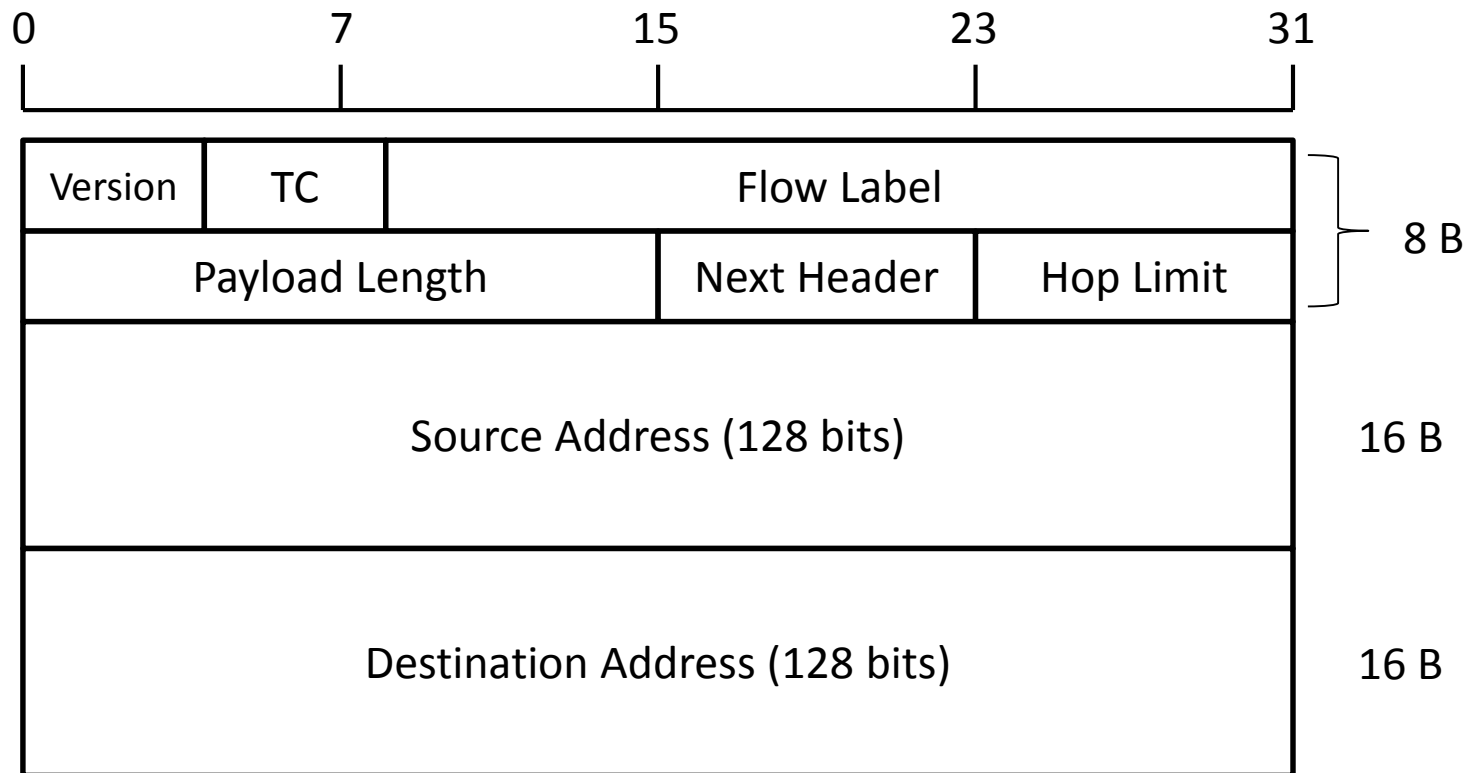 0 7 15 23 31
Version TC Flow Label
8 B
Payload Length Next Header Hop Limit
Source Address (128 bits) 16 B
Destination Address (128 bits) 16 B